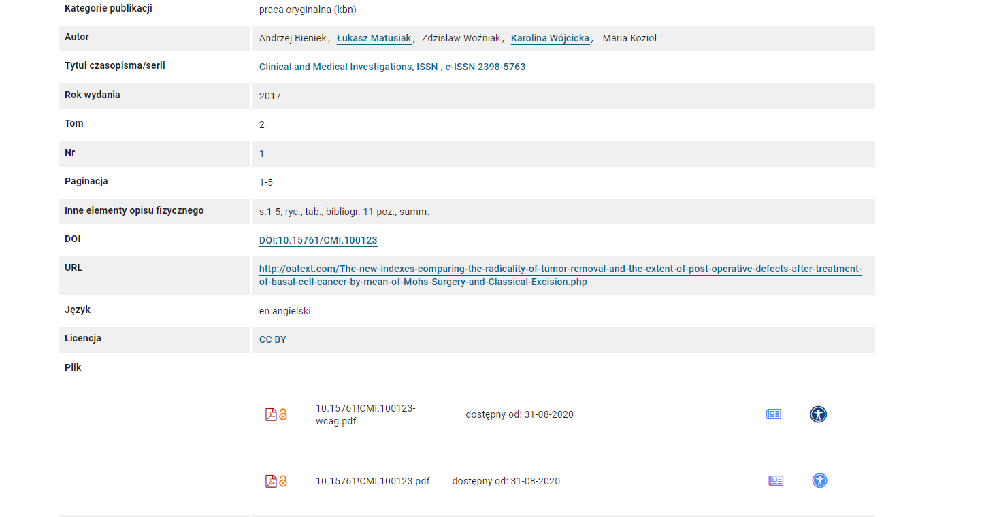 Kategorie publikacji praca oryginalna (kbn)
Autor Andrzej Bieniek, Łukasz Matusiak, Zdzisław Woźniak, Karolina Wójcicka, Maria Kozioł
Tytuł czasopisma/serii Clinical and Medical Investigations, ISSN , e-ISSN 2398-5763
Rok wydania 2017
Tom 2
Nr 1
Paginacja 1-5
Inne elementy opisu fizycznego s.1-5, ryc., tab., bibliogr. 11 poz., summ.
DOI DOI:10.15761/CMI.100123
URL http://oatext.com/The-new-indexes-comparing-the-radicality-of-tumor-removal-and-the-extent-of-post-operative-defects-after-treatment-
of-basal-cell-cancer-by-mean-of-Mohs-Surgery-and-Classical-Excision.php
Język en angielski
Licencja CC BY
Plik
10.15761!CMI.100123-
wcag.pdf dostępny od: 31-08-2020
10.15761!CMI.100123.pdf dostępny od: 31-08-2020